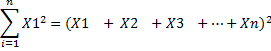 n
∑ X1² = (X1 + X2 + X3 + ⋯ + Xn)²
i=1